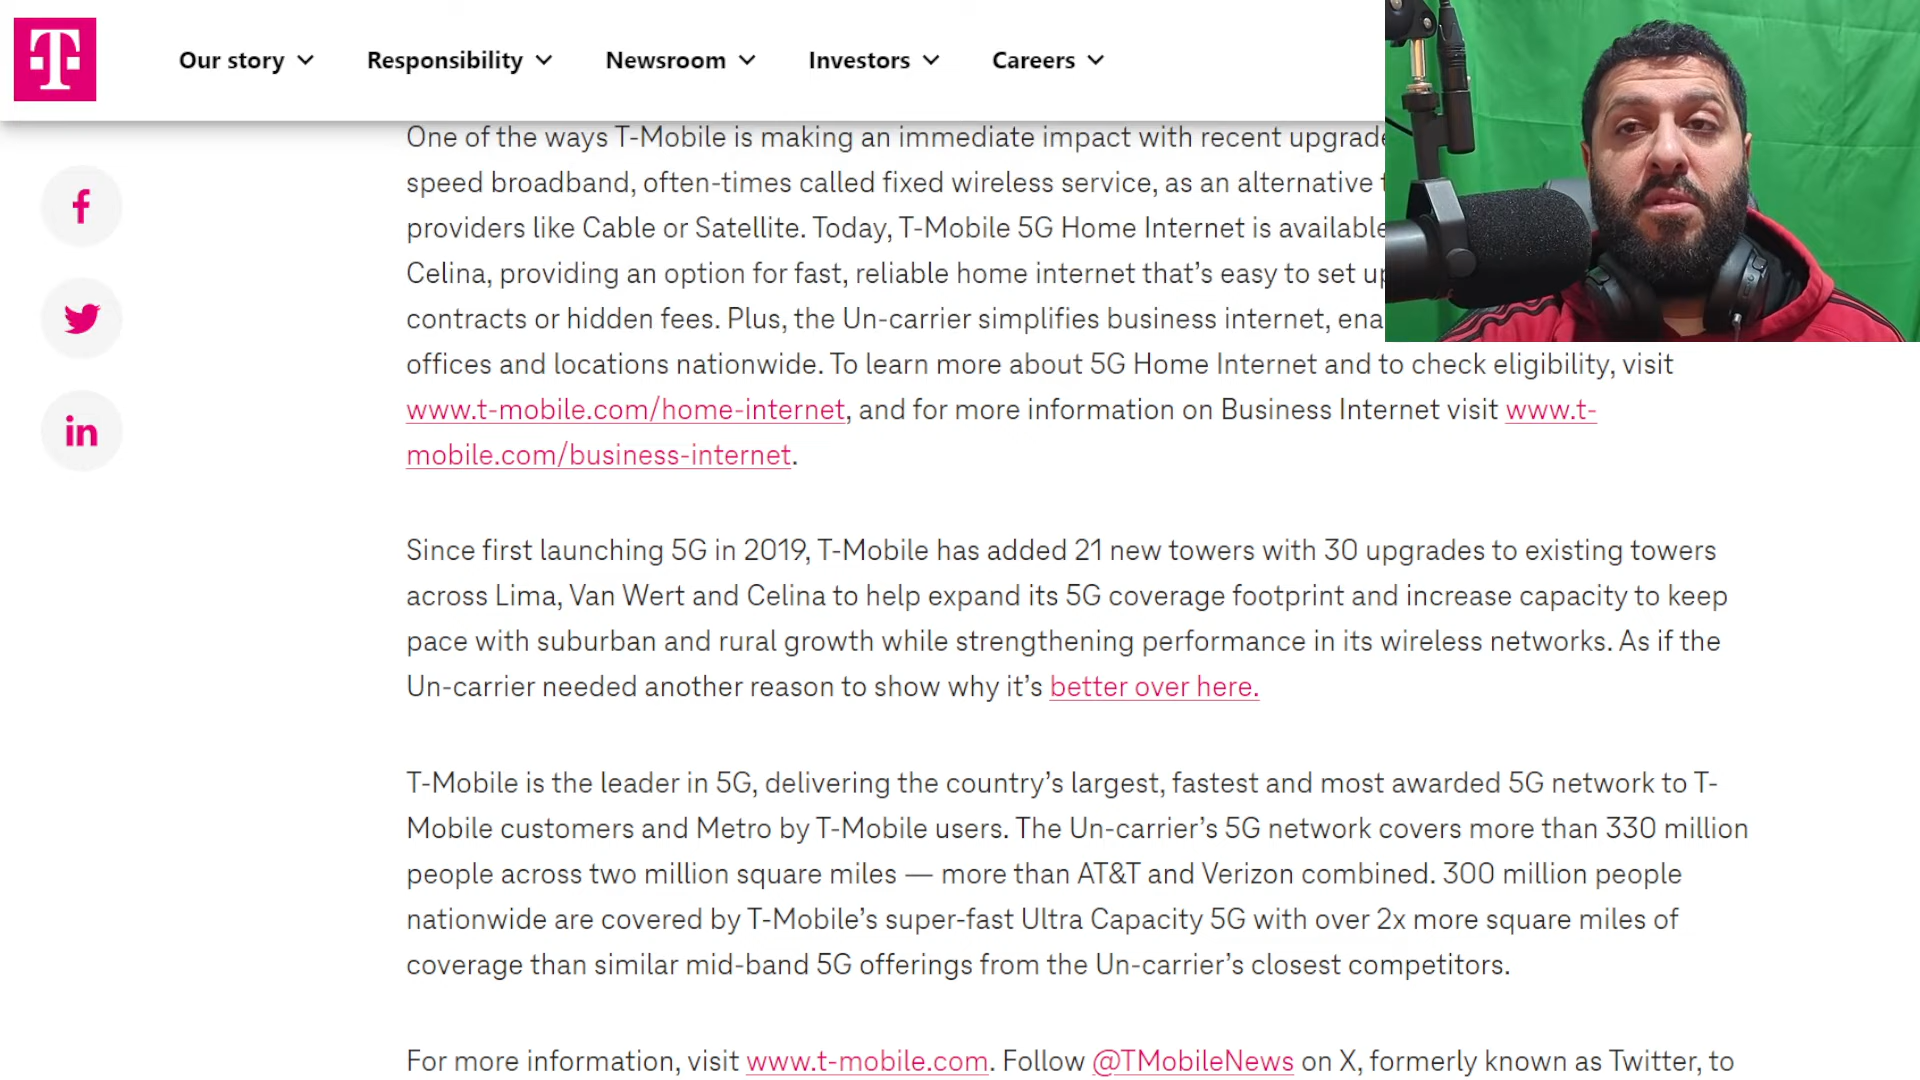 T
Our story
Responsibility
Newsroom
Investors
Careers
One of the ways T-Mobile is making an immediate impact with recent
speed broadband, often-times called fixed wireless service, as an alternative
providers like Cable or Satellite. Today, T-Mobile 5G Home Internet is available
Celina, providing an option for fast, reliable home internet that’s easy to set
contracts or hidden fees. Plus, the Un-carrier simplifies business internet,
offices and locations nationwide. To learn more about 5G Home Internet and to check eligibility, visit
www.t-mobile.com/home-internet, and for more information on Business Internet visit www.t-
mobile.com/business-internet.
f
in
Since first launching 5G in 2019, T-Mobile has added 21 new towers with 30 upgrades to existing towers
across Lima, Van Wert and Celina to help expand its 5G coverage footprint and increase capacity to keep
pace with suburban and rural growth while strengthening performance in its wireless networks. As if the
Un-carrier needed another reason to show why it’s better over here.
T-Mobile is the leader in 5G, delivering the country’s largest, fastest and most awarded 5G network to T-
Mobile customers and Metro by T-Mobile users. The Un-carrier’s 5G network covers more than 330 million
people across two million square miles — more than AT&T and Verizon combined. 300 million people
nationwide are covered by T-Mobile’s super-fast Ultra Capacity 5G with over 2x more square miles of
coverage than similar mid-band 5G offerings from the Un-carrier’s closest competitors.
For more information, visit www.t-mobile.com. Follow @TMobileNews on X, formerly known as Twitter, to